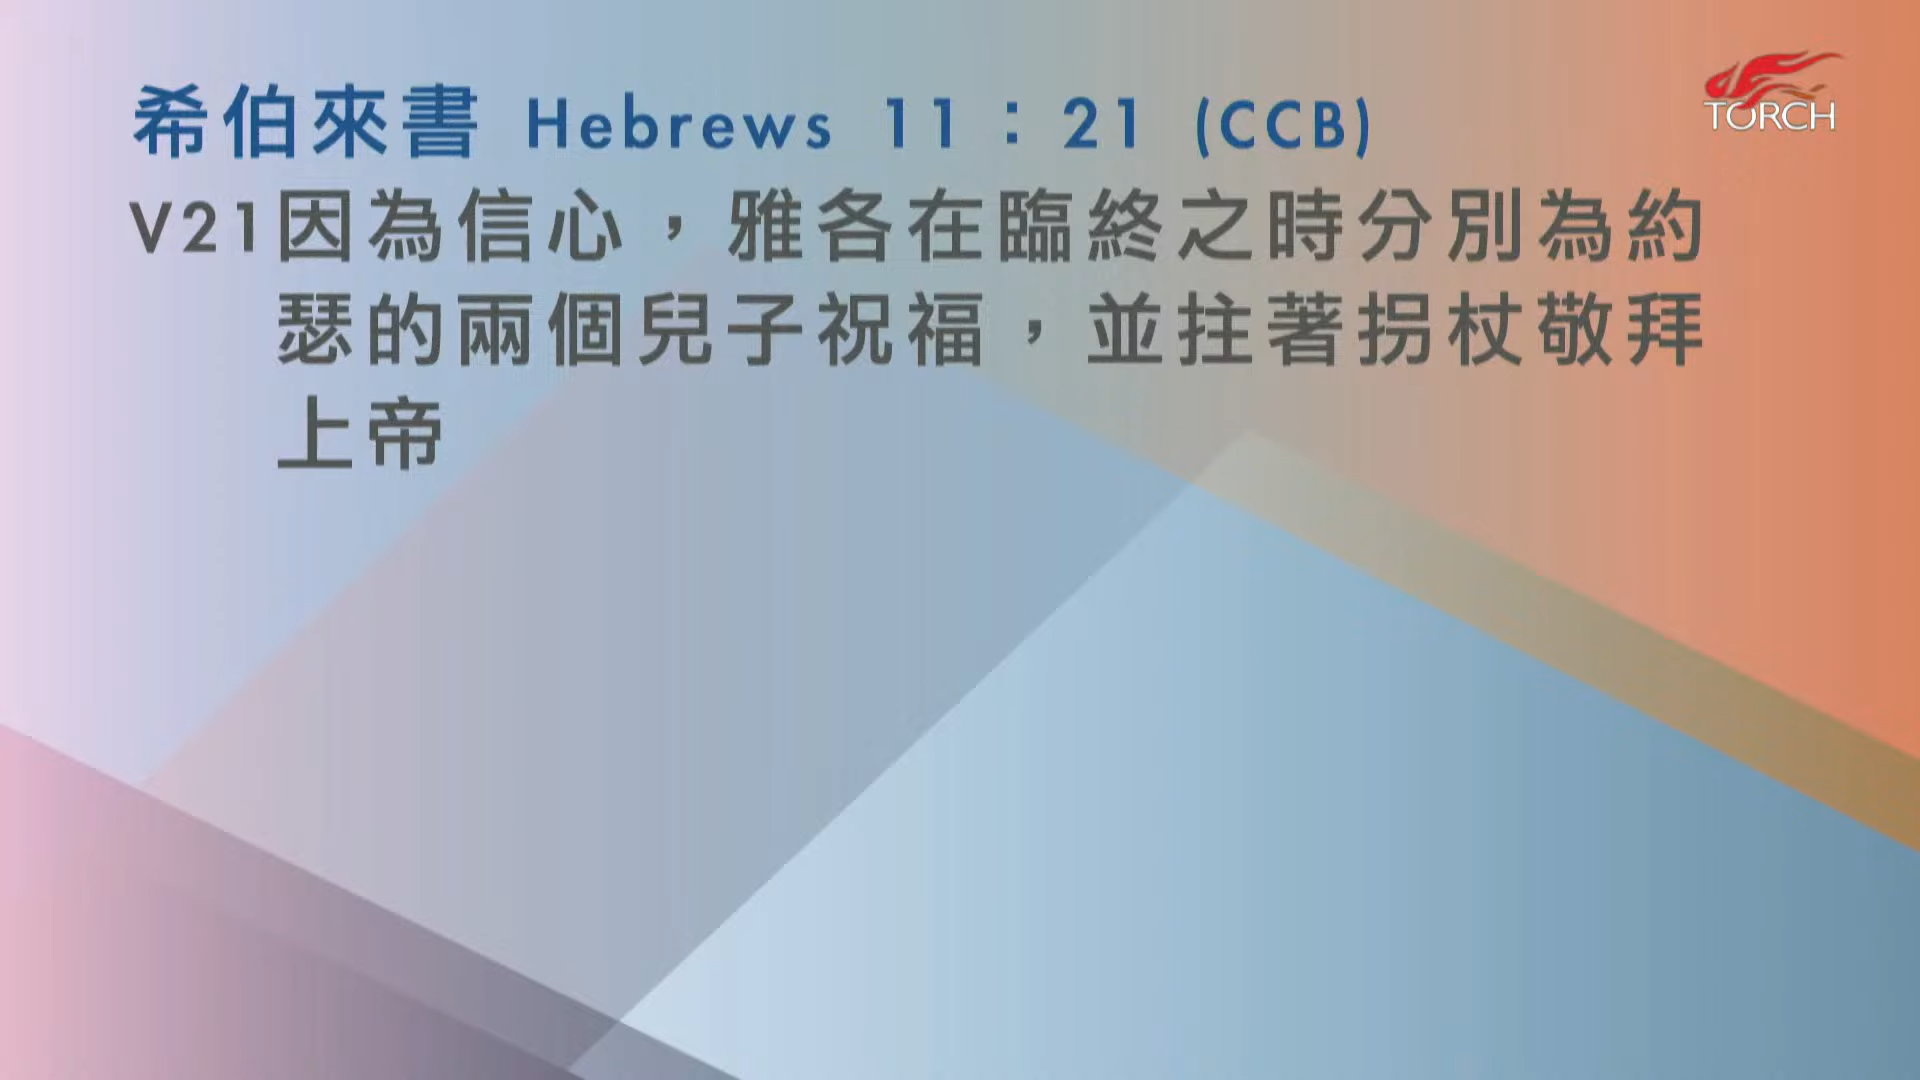 希伯來書 Hebrews 11：21 (CCB)
TORCH
V21因為信心，雅各在臨終之時分別為約
瑟的兩個兒子祝福，並拄著拐杖敬拜
上帝